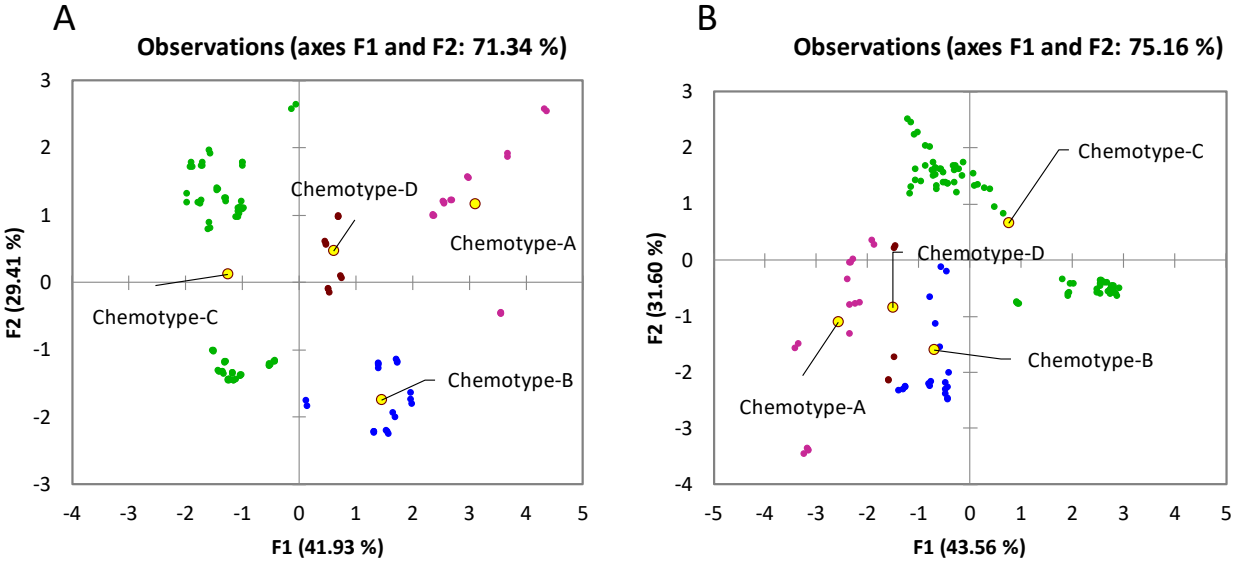 A
Observations (axes F1 and F2: 71.34 %)
3
2
1
0
-1
-2
-3
F2 (29.41 %)
Chemotype-D
Chemotype-A
Chemotype-C
Chemotype-B
-4 -3 -2 -1 0 1 2 3 4 5
F1 (41.93 %)
B
Observations (axes F1 and F2: 75.16 %)
3
2
1
0
-1
-2
-3
-4
F2 (31.60 %)
Chemotype-C
Chemotype-D
Chemotype-B
Chemotype-A
-5 -4 -3 -2 -1 0 1 2 3 4 5
F1 (43.56 %)